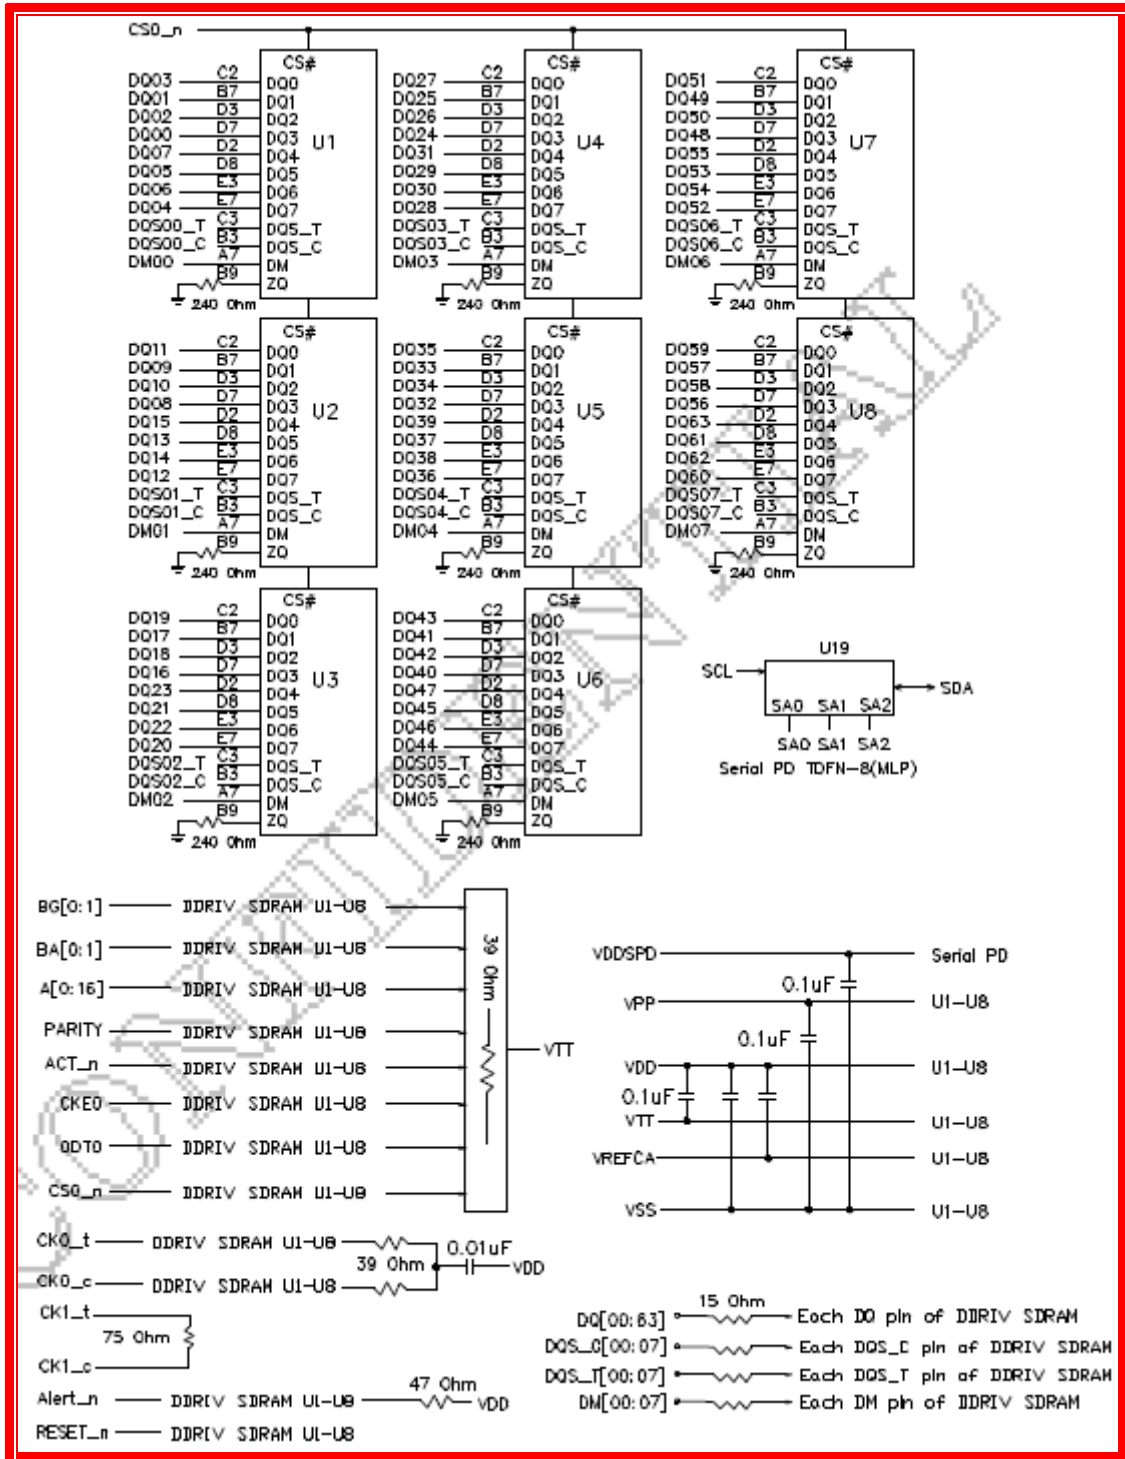 CS0_n
CS#
DQ03 C2 DQ0
DQ01 B7 DQ1
DQ02 D3 DQ2
DQ00 D7 DQ3
DQ07 D2 DQ4
DQ05 D8 DQ5
DQ06 E3 DQ6
DQ04 E7 DQ7
DQS00_T C3 DQS_T
DQS00_C B3 DQS_C
DM00 A7 DM
B9 ZQ
240 Ohm
U1
CS#
DQ27 C2 DQ0
DQ25 B7 DQ1
DQ26 D3 DQ2
DQ24 D7 DQ3
DQ31 D2 DQ4
DQ29 D8 DQ5
DQ30 E3 DQ6
DQ28 E7 DQ7
DQS03_T C3 DQS_T
DQS03_C B3 DQS_C
DM03 A7 DM
B9 ZQ
240 Ohm
U4
CS#
DQ51 C2 DQ0
DQ49 B7 DQ1
DQ50 D3 DQ2
DQ48 D7 DQ3
DQ55 D2 DQ4
DQ53 D8 DQ5
DQ54 E3 DQ6
DQ52 E7 DQ7
DQS06_T C3 DQS_T
DQS06_C B3 DQS_C
DM06 A7 DM
B9 ZQ
240 Ohm
U7
CS#
DQ11 C2 DQ0
DQ09 B7 DQ1
DQ10 D3 DQ2
DQ08 D7 DQ3
DQ15 D2 DQ4
DQ13 D8 DQ5
DQ14 E3 DQ6
DQ12 E7 DQ7
DQS01_T C3 DQS_T
DQS01_C B3 DQS_C
DM01 A7 DM
B9 ZQ
240 Ohm
U2
CS#
DQ35 C2 DQ0
DQ33 B7 DQ1
DQ34 D3 DQ2
DQ32 D7 DQ3
DQ39 D2 DQ4
DQ37 D8 DQ5
DQ38 E3 DQ6
DQ36 E7 DQ7
DQS04_T C3 DQS_T
DQS04_C B3 DQS_C
DM04 A7 DM
B9 ZQ
240 Ohm
U5
CS#
DQ59 C2 DQ0
DQ57 B7 DQ1
DQ58 D3 DQ2
DQ56 D7 DQ3
DQ63 D2 DQ4
DQ61 D8 DQ5
DQ62 E3 DQ6
DQ60 E7 DQ7
DQS07_T C3 DQS_T
DQS07_C B3 DQS_C
DM07 A7 DM
B9 ZQ
240 Ohm
U8
CS#
DQ19 C2 DQ0
DQ17 B7 DQ1
DQ18 D3 DQ2
DQ16 D7 DQ3
DQ23 D2 DQ4
DQ21 D8 DQ5
DQ22 E3 DQ6
DQ20 E7 DQ7
DQS02_T C3 DQS_T
DQS02_C B3 DQS_C
DM02 A7 DM
B9 ZQ
240 Ohm
U3
CS#
DQ43 C2 DQ0
DQ41 B7 DQ1
DQ42 D3 DQ2
DQ40 D7 DQ3
DQ47 D2 DQ4
DQ45 D8 DQ5
DQ46 E3 DQ6
DQ44 E7 DQ7
DQS05_T C3 DQS_T
DQS05_C B3 DQS_C
DM05 A7 DM
B9 ZQ
240 Ohm
U6
U19
SCL SDA
SA0 SA1 SA2
SA0 SA1 SA2
Serial PD TDFN-8(MLP)
BG[0:1] DDRIV SDRAM U1-U8
BA[0:1] DDRIV SDRAM U1-U8
A[0:16] DDRIV SDRAM U1-U8
PARITY DDRIV SDRAM U1-U8
ACT_n DDRIV SDRAM U1-U8
CKE0 DDRIV SDRAM U1-U8
ODT0 DDRIV SDRAM U1-U8
CS0_n DDRIV SDRAM U1-U8
39 Ohm
VTT
VDDSPD Serial PD
0.1uF
VPP U1-U8
0.1uF
VDD U1-U8
0.1uF
VTT U1-U8
VREFCA U1-U8
VSS U1-U8
CK0_t DDRIV SDRAM U1-U8
39 Ohm 0.01uF VDD
CK0_c DDRIV SDRAM U1-U8
CK1_t
75 Ohm
CK1_c
Alert_n DDRIV SDRAM U1-U8 47 Ohm VDD
RESET_n DDRIV SDRAM U1-U8
15 Ohm
DQ[00:63] Each DQ pin of DDRIV SDRAM
DQS_C[00:07] Each DQS_C pin of DDRIV SDRAM
DQS_T[00:07] Each DQS_T pin of DDRIV SDRAM
DM[00:07] Each DM pin of DDRIV SDRAM
CONFIDENTIAL